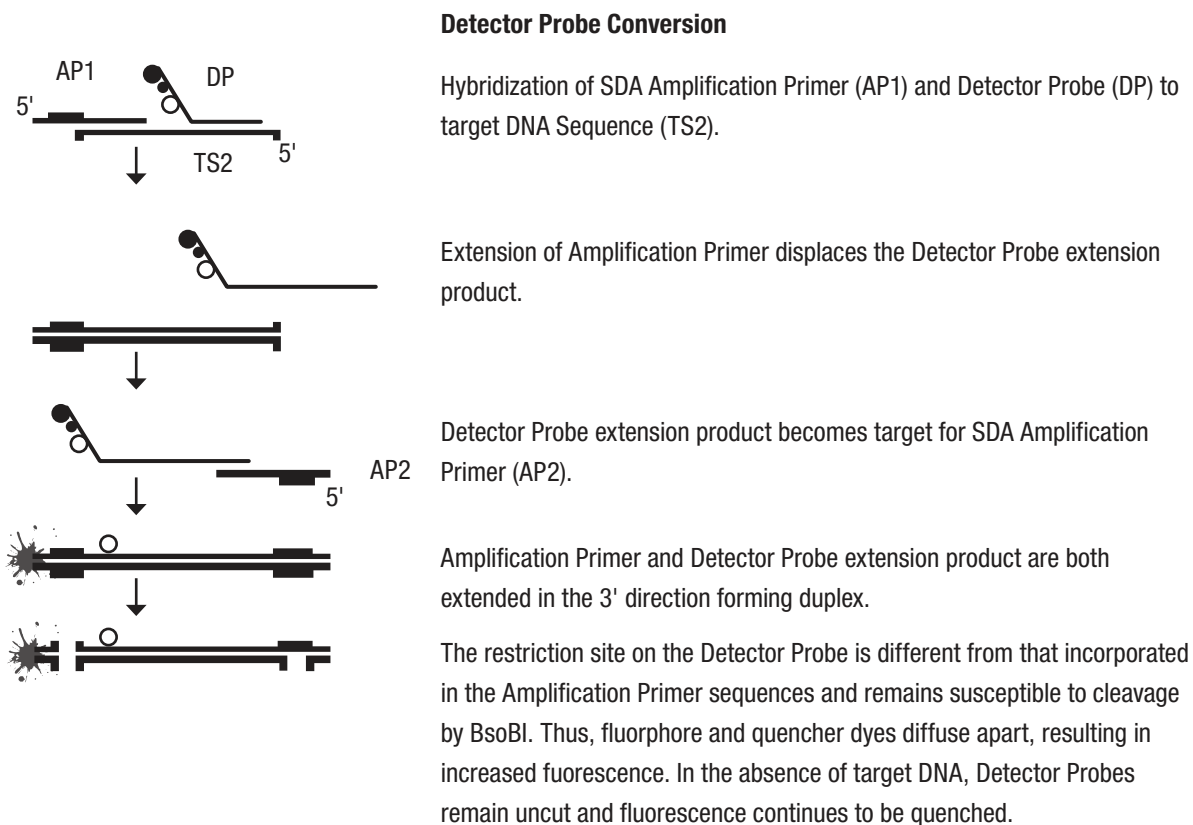 Detector Probe Conversion
AP1
DP
5'
TS2
5'
Hybridization of SDA Amplification Primer (AP1) and Detector Probe (DP) to
target DNA Sequence (TS2).
Extension of Amplification Primer displaces the Detector Probe extension
product.
AP2
5'
Detector Probe extension product becomes target for SDA Amplification
Primer (AP2).
Amplification Primer and Detector Probe extension product are both
extended in the 3' direction forming duplex.
The restriction site on the Detector Probe is different from that incorporated
in the Amplification Primer sequences and remains susceptible to cleavage
by BsoBI. Thus, fluorphore and quencher dyes diffuse apart, resulting in
increased fuorescence. In the absence of target DNA, Detector Probes
remain uncut and fluorescence continues to be quenched.